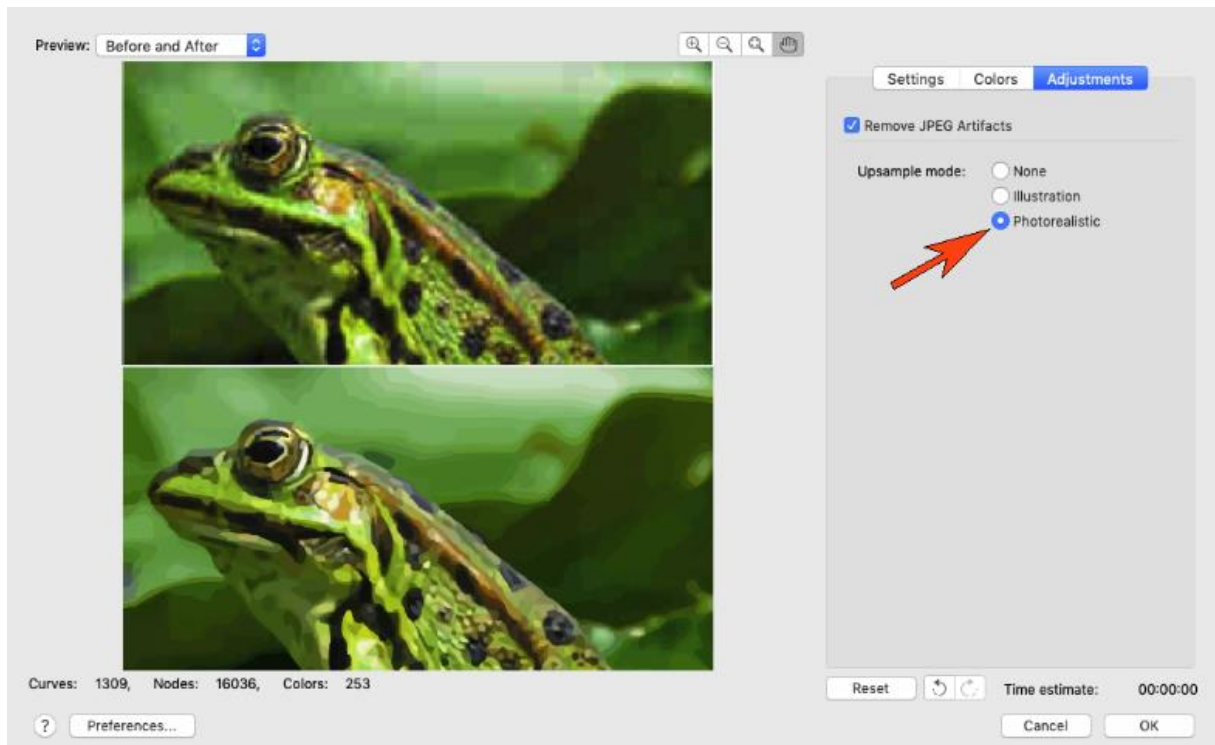 Preview: Before and After
Settings Colors Adjustments
Remove JPEG Artifacts
Upsample mode: None
Illustration
Photorealistic
Curves: 1309, Nodes: 16036, Colors: 253
Reset Time estimate: 00:00:00
? Preferences... Cancel OK